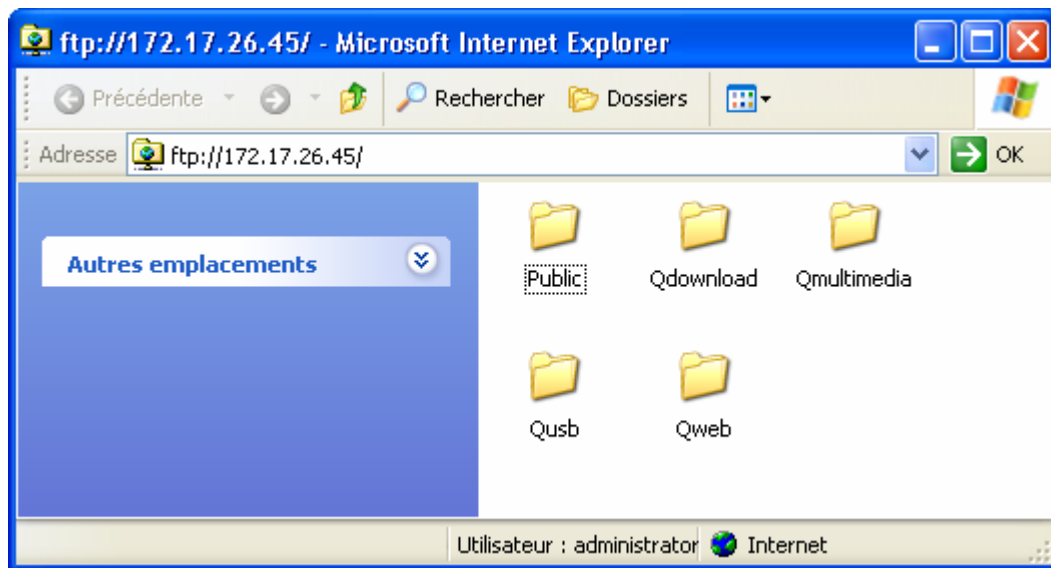 ftp://172.17.26.45/ - Microsoft Internet Explorer
Précédente Rechercher Dossiers
Adresse ftp://172.17.26.45/ OK
Autres emplacements
Public Qdownload Qmultimedia
Qusb Qweb
Utilisateur : administrator Internet